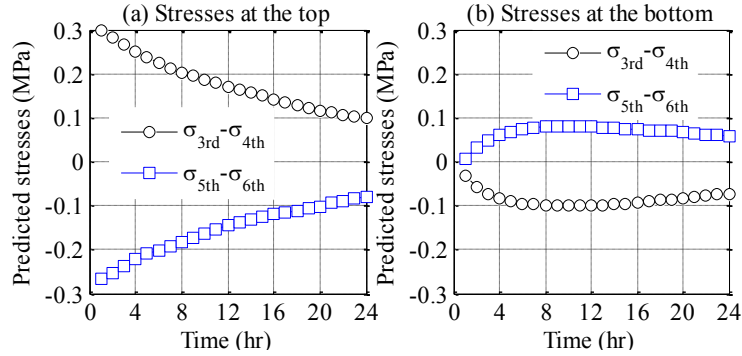 (a) Stresses at the top
Predicted stresses (MPa)
0.3
0.2
0.1
0
-0.1
-0.2
-0.3
σ3rd-σ4th
σ5th-σ6th
0 4 8 12 16 20 24
Time (hr)
(b) Stresses at the bottom
Predicted stresses (MPa)
0.3
0.2
0.1
0
-0.1
-0.2
-0.3
σ3rd-σ4th
σ5th-σ6th
0 4 8 12 16 20 24
Time (hr)